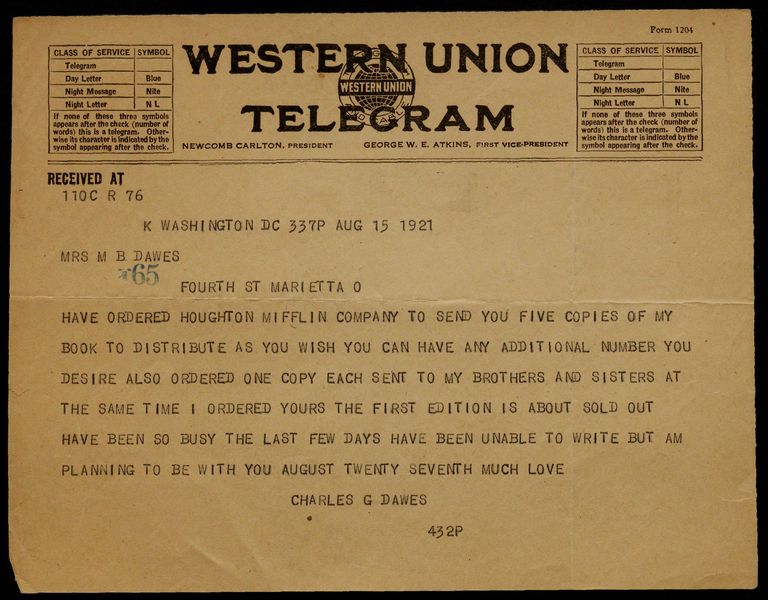 Form 1204
CLASS OF SERVICE SYMBOL
Telegram
Day Letter Blue
Night Message Nite
Night Letter N L
If none of these three symbols
appears after the check (number of
words) this is a telegram. Other-
wise its character is indicated by the
symbol appearing after the check.
WESTERN UNION
WESTERN UNION
TELEGRAM
NEWCOMB CARLTON, PRESIDENT GEORGE W. E. ATKINS, FIRST VICE-PRESIDENT
CLASS OF SERVICE SYMBOL
Telegram
Day Letter Blue
Night Message Nite
Night Letter N L
If none of these three symbols
appears after the check (number of
words) this is a telegram. Other-
wise its character is indicated by the
symbol appearing after the check.
RECEIVED AT
110C R 76
K WASHINGTON DC 337P AUG 15 1921
MRS M B DAWES
65
FOURTH ST MARIETTA O
HAVE ORDERED HOUGHTON MIFFLIN COMPANY TO SEND YOU FIVE COPIES OF MY
BOOK TO DISTRIBUTE AS YOU WISH YOU CAN HAVE ANY ADDITIONAL NUMBER YOU
DESIRE ALSO ORDERED ONE COPY EACH SENT TO MY BROTHERS AND SISTERS AT
THE SAME TIME I ORDERED YOURS THE FIRST EDITION IS ABOUT SOLD OUT
HAVE BEEN SO BUSY THE LAST FEW DAYS HAVE BEEN UNABLE TO WRITE BUT AM
PLANNING TO BE WITH YOU AUGUST TWENTY SEVENTH MUCH LOVE
CHARLES G DAWES
432P